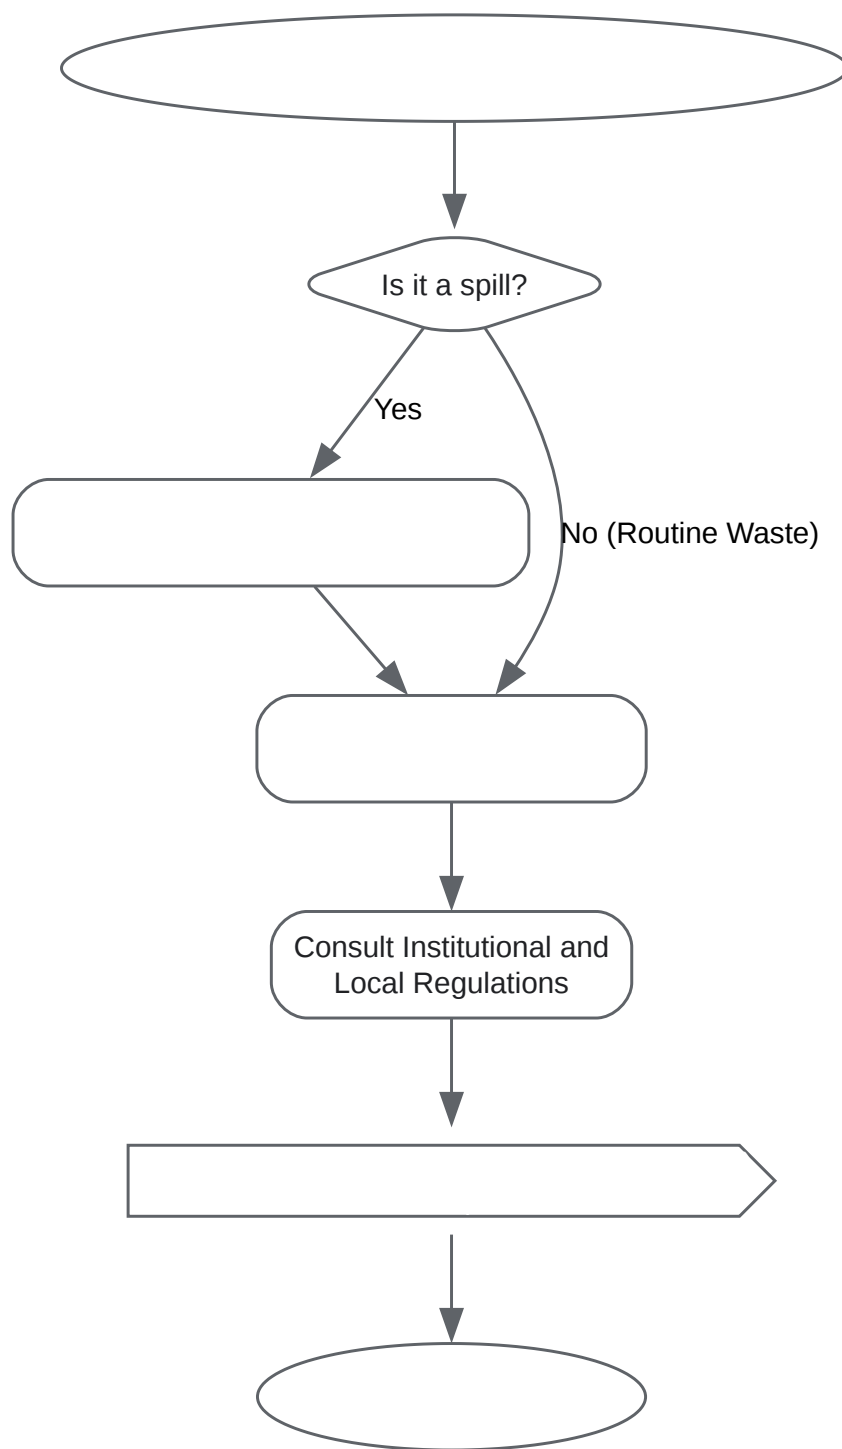 Is it a spill?
Yes
No (Routine Waste)
Consult Institutional and
Local Regulations